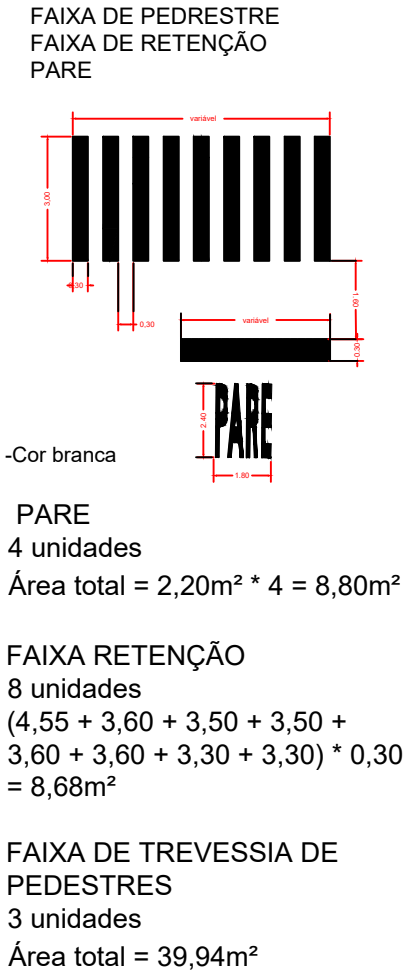 FAIXA DE PEDRESTRE
FAIXA DE RETENÇÃO
PARE
variável
3,00
0,30
0,30
1,60
variável
0,30
PARE
2,40
1,80
-Cor branca
PARE
4 unidades
Área total = 2,20m² * 4 = 8,80m²
FAIXA RETENÇÃO
8 unidades
(4,55 + 3,60 + 3,50 + 3,50 +
3,60 + 3,60 + 3,30 + 3,30) * 0,30
= 8,68m²
FAIXA DE TREVESSIA DE
PEDESTRES
3 unidades
Área total = 39,94m²